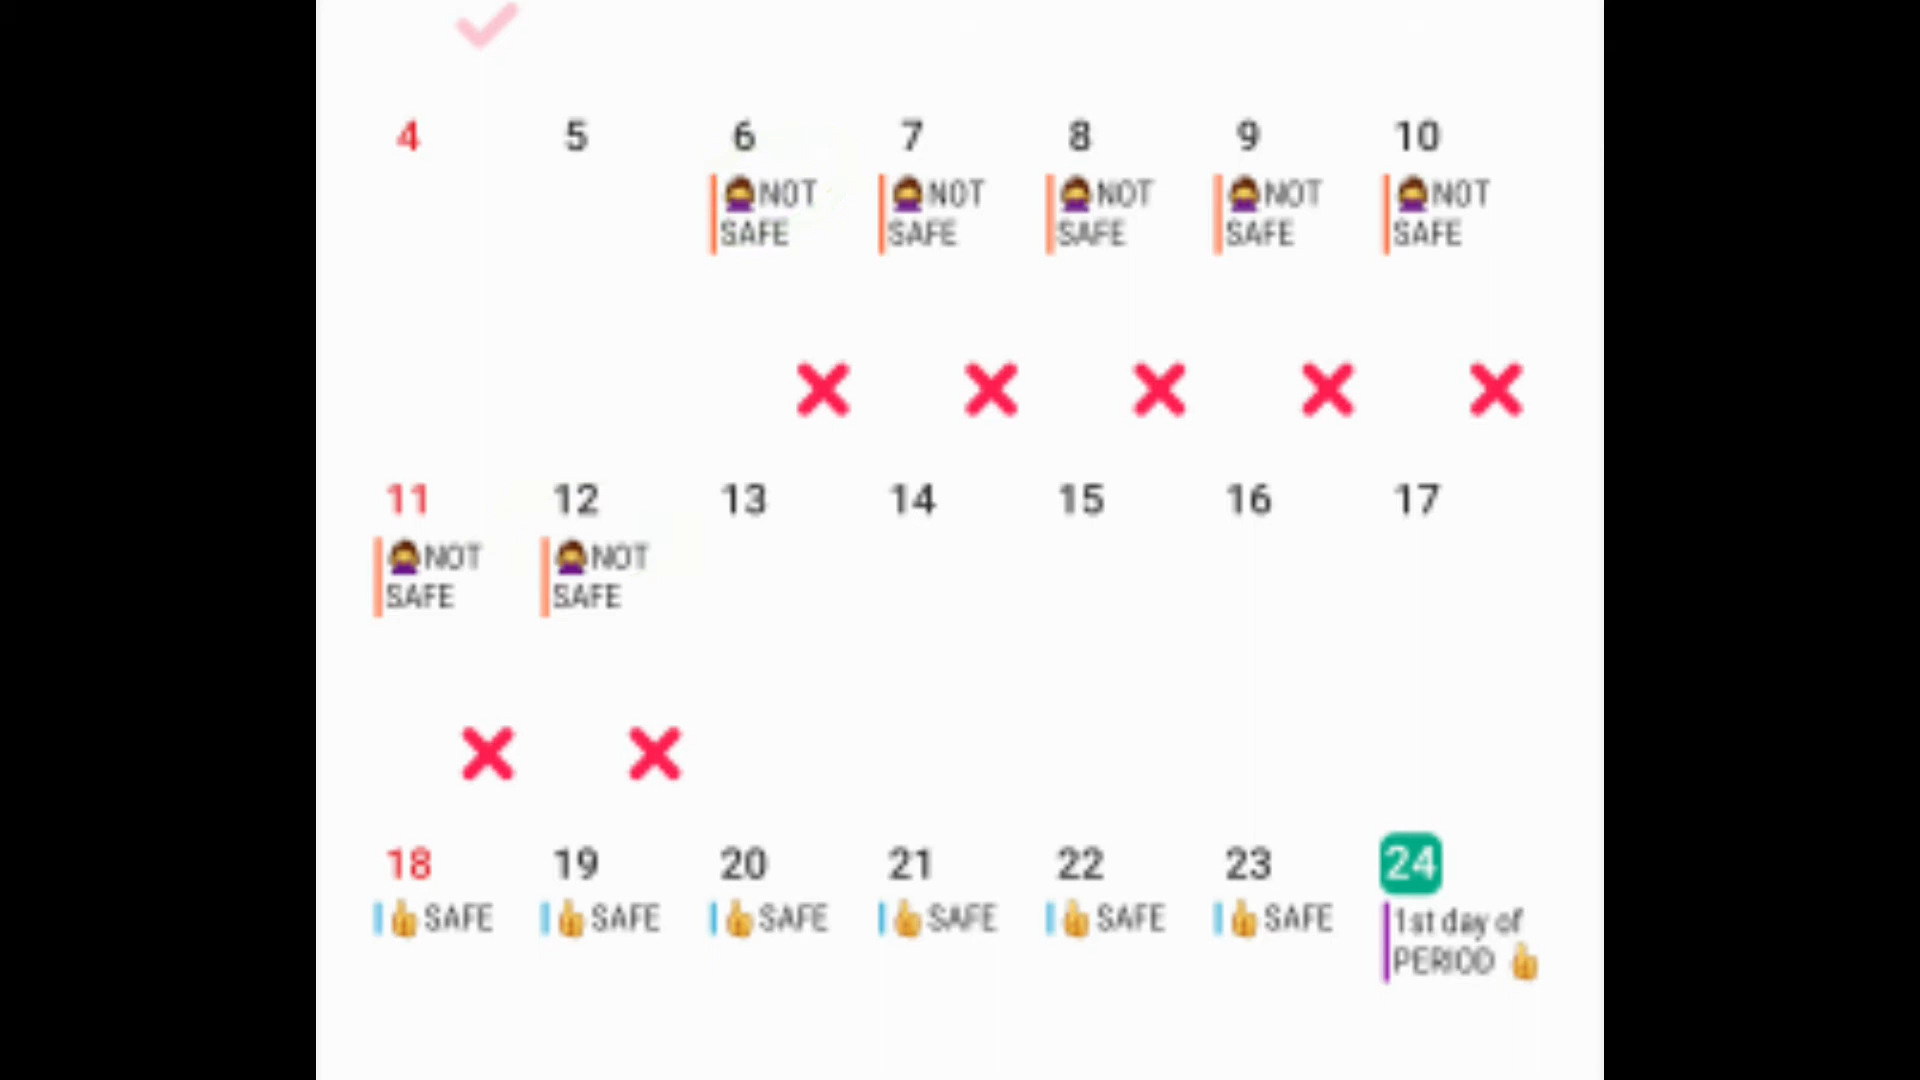 4 5 6 7 8 9 10
NOT NOT NOT NOT NOT
SAFE SAFE SAFE SAFE SAFE
11 12 13 14 15 16 17
NOT NOT
SAFE SAFE
18 19 20 21 22 23 24
SAFE SAFE SAFE SAFE SAFE SAFE 1st day of
PERIOD